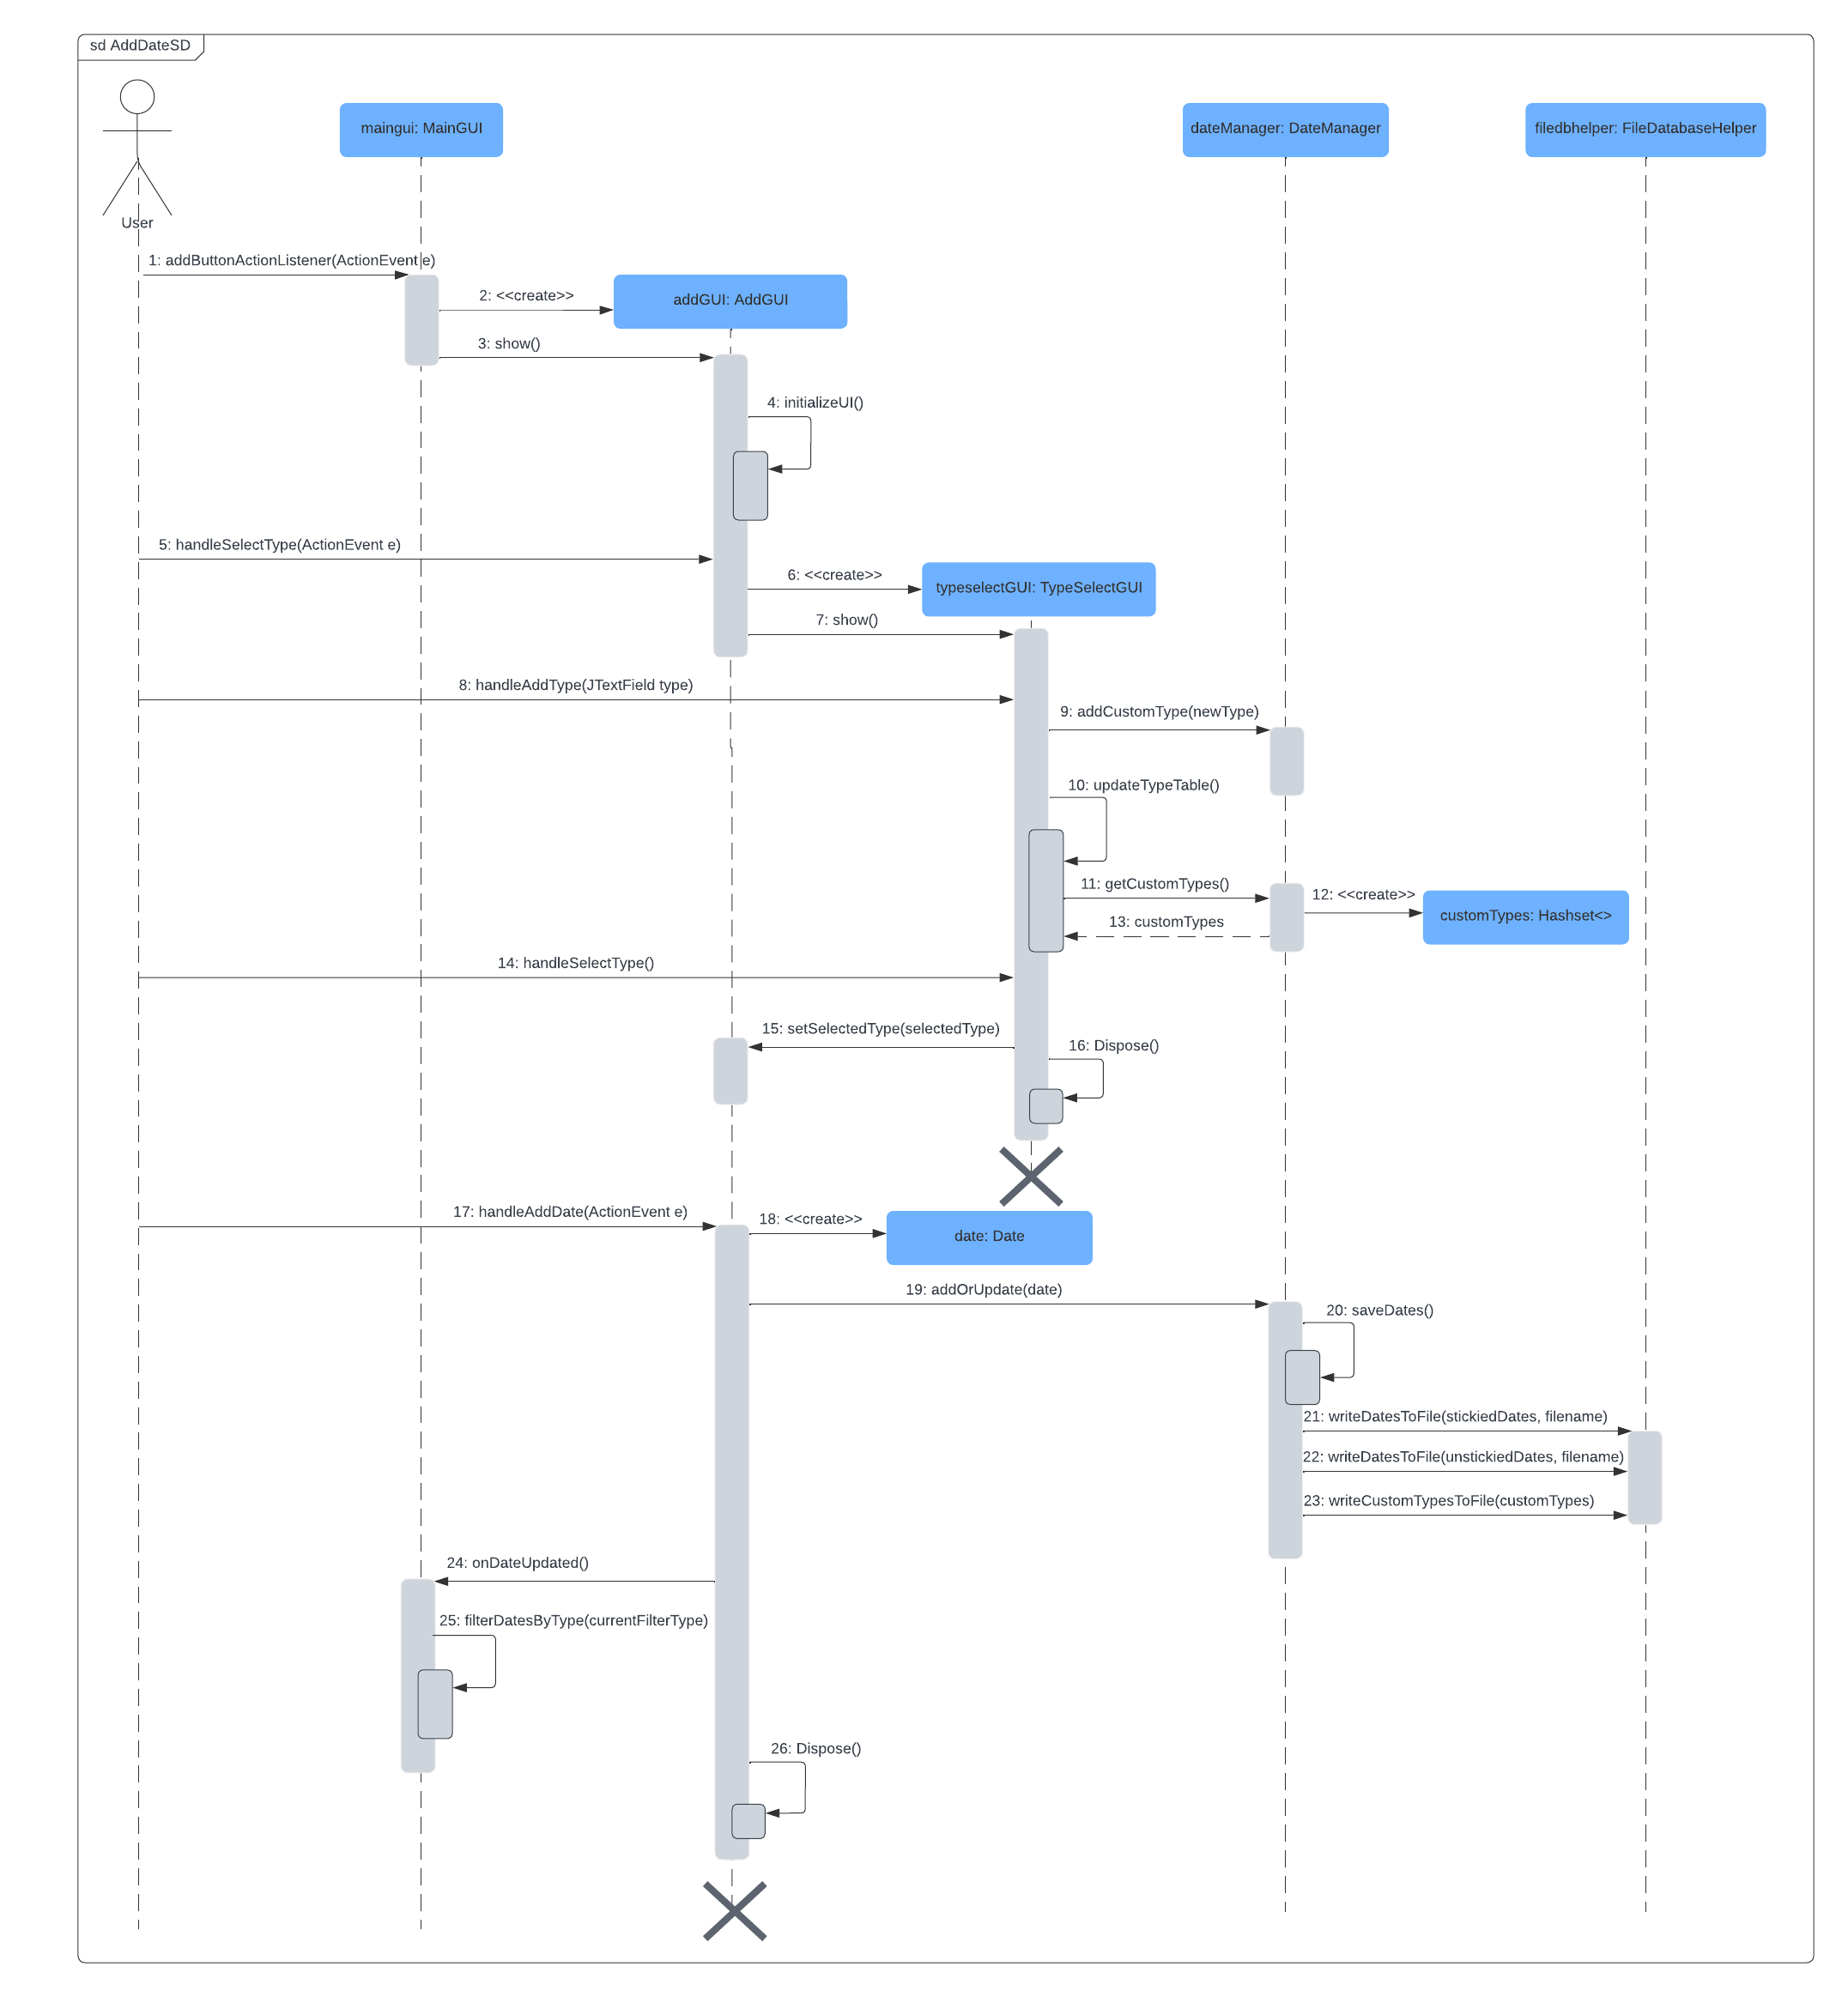 sd AddDateSD
User
maingui: MainGUI
dateManager: DateManager
filedbhelper: FileDatabaseHelper
1: addButtonActionListener(ActionEvent e)
2: <<create>>
addGUI: AddGUI
3: show()
4: initializeUI()
5: handleSelectType(ActionEvent e)
6: <<create>>
typeselectGUI: TypeSelectGUI
7: show()
8: handleAddType(JTextField type)
9: addCustomType(newType)
10: updateTypeTable()
11: getCustomTypes()
12: <<create>>
customTypes: Hashset<>
13: customTypes
14: handleSelectType()
15: setSelectedType(selectedType)
16: Dispose()
17: handleAddDate(ActionEvent e)
18: <<create>>
date: Date
19: addOrUpdate(date)
20: saveDates()
21: writeDatesToFile(stickiedDates, filename)
22: writeDatesToFile(unstickiedDates, filename)
23: writeCustomTypesToFile(customTypes)
24: onDateUpdated()
25: filterDatesByType(currentFilterType)
26: Dispose()